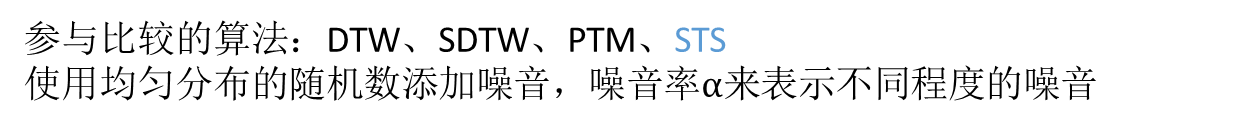 参与比较的算法：DTW、SDTW、PTM、STS
使用均匀分布的随机数添加噪音，噪音率α来表示不同程度的噪音